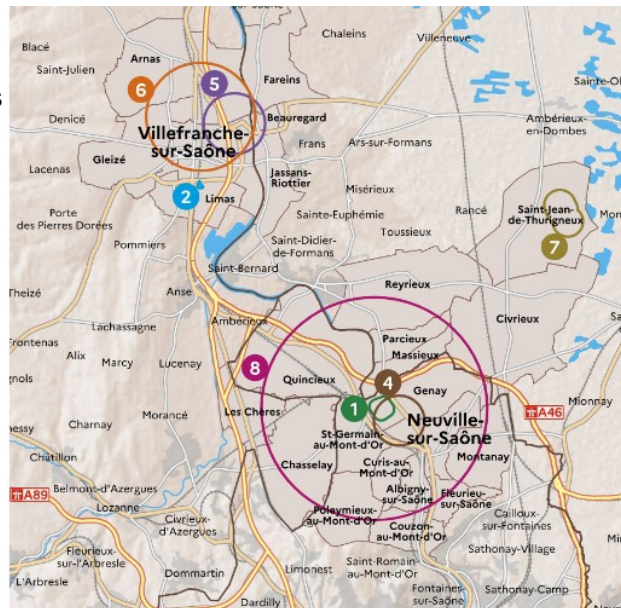 Chaleins
Villeneuve
Blacé
Arnas
Saint-Julien
Fareins
6
5
Denicé
Beauregard
Ambérieux-
en-Dombes
Villefranche-
sur-Saône
Frans
Ars-sur-Formans
Gleizé
Lacenas
Jassans-
Riottier
Misérieux
2
Limas
Rancé
Saint-Jean-
de-Thurigneux
Porte
des Pierres Dorées
Sainte-Euphémie
Toussieux
7
Pommiers
Saint-Didier-
de-Formans
Saint-Bernard
Theizé
Anse
Reyrieux
Ambérieux
Civrieux
Lachassagne
Parcieux
Frontenas
Alix
Marcy
Lucenay
Massieux
8
Quincieux
4
Genay
Mionnay
1
A46
Morancé
Les Chères
Neuville-
sur-Saône
Charnay
St-Germain-
au-Mont-d'Or
Chasselay
Montanay
Châtillon
Curis-au-
Mont-d'Or
A89
Belmont-d'Azergues
Albigny-
sur-Saône
Fleurieu-
sur-Saône
Lozanne
Poleymieux-
au-Mont-d'Or
Cailloux-
sur-Fontaines
Civrieux-
d'Azergues
Couzon-
au-Mont-d'Or
Fleurieux-
sur-l'Arbresle
Sathonay-Village
Limonest
Saint-Romain-
au-Mont-d'Or
L'Arbresle
Dommartin
Fontaines-
Sathonay-Camp
Dardilly